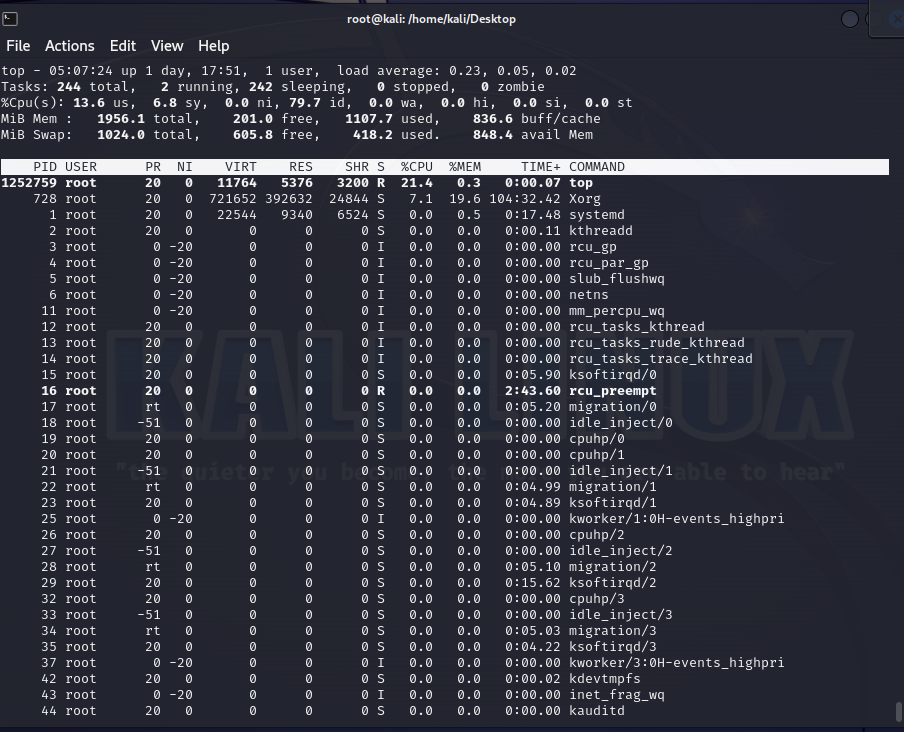 root@kali: /home/kali/Desktop
File Actions Edit View Help
top - 05:07:24 up 1 day, 17:51,  1 user,  load average: 0.23, 0.05, 0.02
Tasks: 244 total,   2 running, 242 sleeping,   0 stopped,   0 zombie
%Cpu(s): 13.6 us,  6.8 sy,  0.0 ni, 79.7 id,  0.0 wa,  0.0 hi,  0.0 si,  0.0 st
MiB Mem :   1956.1 total,    201.0 free,   1107.7 used,    836.6 buff/cache
MiB Swap:   1024.0 total,    605.8 free,    418.2 used.    848.4 avail Mem
PID USER PR NI VIRT RES SHR S %CPU %MEM TIME+ COMMAND
1252759 root 20 0 11764 5376 3200 R 21.4 0.3 0:00.07 top
728 root 20 0 721652 392632 24844 S 7.1 19.6 104:32.42 Xorg
1 root 20 0 22544 9340 6524 S 0.0 0.5 0:17.48 systemd
2 root 20 0 0 0 0 S 0.0 0.0 0:00.11 kthreadd
3 root 0 -20 0 0 0 I 0.0 0.0 0:00.00 rcu_gp
4 root 0 -20 0 0 0 I 0.0 0.0 0:00.00 rcu_par_gp
5 root 0 -20 0 0 0 I 0.0 0.0 0:00.00 slub_flushwq
6 root 0 -20 0 0 0 I 0.0 0.0 0:00.00 netns
11 root 0 -20 0 0 0 I 0.0 0.0 0:00.00 mm_percpu_wq
12 root 20 0 0 0 0 I 0.0 0.0 0:00.00 rcu_tasks_kthread
13 root 20 0 0 0 0 I 0.0 0.0 0:00.00 rcu_tasks_rude_kthread
14 root 20 0 0 0 0 I 0.0 0.0 0:00.00 rcu_tasks_trace_kthread
15 root 20 0 0 0 0 S 0.0 0.0 0:05.90 ksoftirqd/0
16 root 20 0 0 0 0 R 0.0 0.0 2:43.60 rcu_preempt
17 root rt 0 0 0 0 S 0.0 0.0 0:05.20 migration/0
18 root -51 0 0 0 0 S 0.0 0.0 0:00.00 idle_inject/0
19 root 20 0 0 0 0 S 0.0 0.0 0:00.00 cpuhp/0
20 root 20 0 0 0 0 S 0.0 0.0 0:00.00 cpuhp/1
21 root -51 0 0 0 0 S 0.0 0.0 0:00.00 idle_inject/1
22 root rt 0 0 0 0 S 0.0 0.0 0:04.99 migration/1
23 root 20 0 0 0 0 S 0.0 0.0 0:04.89 ksoftirqd/1
25 root 0 -20 0 0 0 I 0.0 0.0 0:00.00 kworker/1:0H-events_highpri
26 root 20 0 0 0 0 S 0.0 0.0 0:00.00 cpuhp/2
27 root -51 0 0 0 0 S 0.0 0.0 0:00.00 idle_inject/2
28 root rt 0 0 0 0 S 0.0 0.0 0:05.10 migration/2
29 root 20 0 0 0 0 S 0.0 0.0 0:15.62 ksoftirqd/2
32 root 20 0 0 0 0 S 0.0 0.0 0:00.00 cpuhp/3
33 root -51 0 0 0 0 S 0.0 0.0 0:00.00 idle_inject/3
34 root rt 0 0 0 0 S 0.0 0.0 0:05.03 migration/3
35 root 20 0 0 0 0 S 0.0 0.0 0:04.22 ksoftirqd/3
37 root 0 -20 0 0 0 I 0.0 0.0 0:00.00 kworker/3:0H-events_highpri
42 root 20 0 0 0 0 S 0.0 0.0 0:00.02 kdevtmpfs
43 root 0 -20 0 0 0 I 0.0 0.0 0:00.00 inet_frag_wq
44 root 20 0 0 0 0 S 0.0 0.0 0:00.00 kauditd
KALI LINUX
"the quieter you become, the more able to hear"